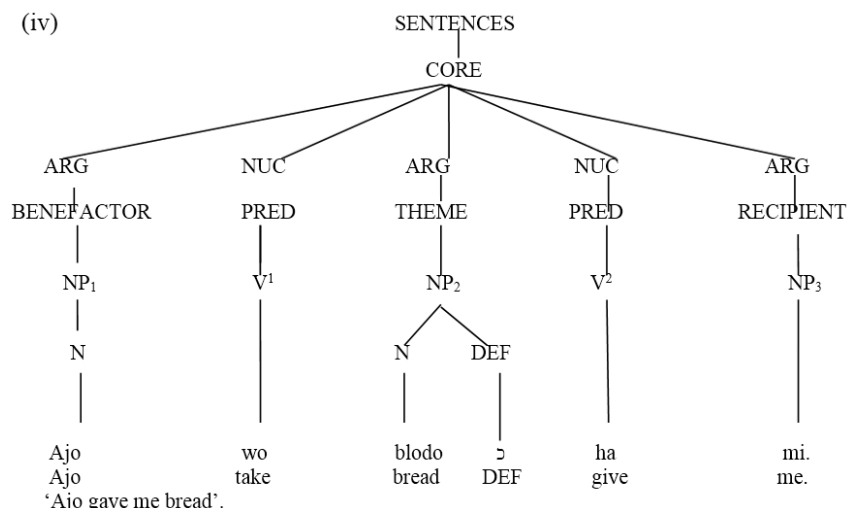 (iv) SENTENCES
CORE
ARG NUC ARG NUC ARG
BENEFACTOR PRED THEME PRED RECIPIENT
NP₁ V¹ NP₂ V² NP₃
N N DEF
Ajo wo blodo ɔ ha mi.
Ajo take bread DEF give me.
‘Ajo gave me bread’.